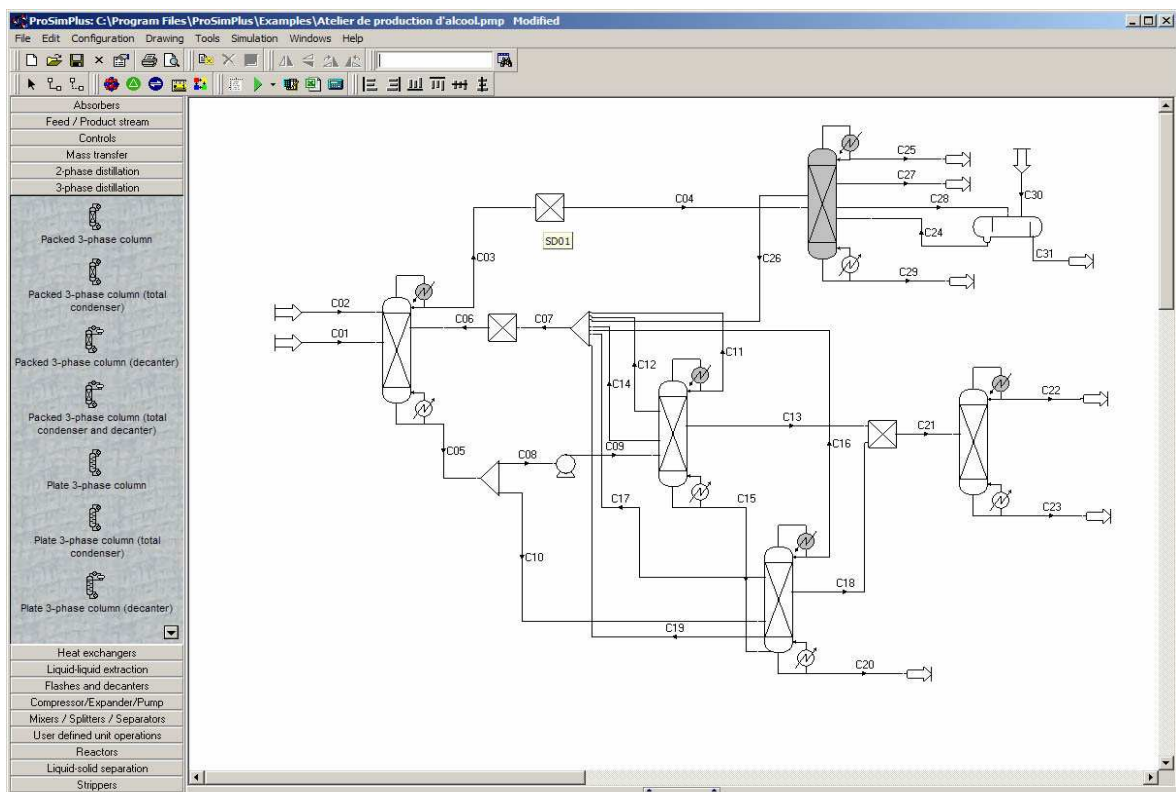 ProSimPlus: C:\Program Files\ProSimPlus\Examples\Atelier de production d'alcool.pmp Modified
File Edit Configuration Drawing Tools Simulation Windows Help
Absorbers
Feed / Product stream
Controls
Mass transfer
2-phase distillation
3-phase distillation
Packed 3-phase column
Packed 3-phase column (total
condenser)
Packed 3-phase column (decanter)
Packed 3-phase column (total
condenser and decanter)
Plate 3-phase column
Plate 3-phase column (total
condenser)
Plate 3-phase column (decanter)
Heat exchangers
Liquid-liquid extraction
Flashes and decanters
Compressor/Expander/Pump
Mixers / Splitters / Separators
User defined unit operations
Reactors
Liquid-solid separation
Strippers
C25
C27
C30
C04
C28
C24
SD01
C03
C26
C31
C29
C02
C06
C07
C01
C12
C11
C14
C22
C13
C21
C16
C05
C08
C09
C17
C15
C23
C10
C18
C19
C20